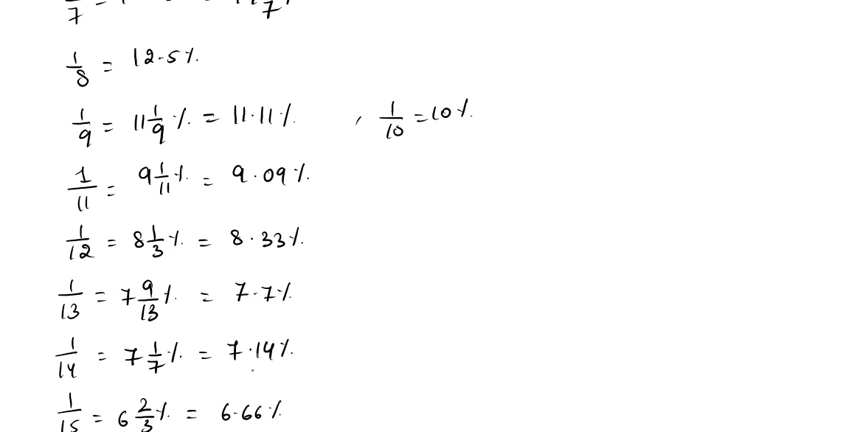 1/8 = 12.5%
1/9 = 11 1/9 % = 11.11% , 1/10 = 10%
1/11 = 9 1/11 % = 9.09%
1/12 = 8 1/3 % = 8.33%
1/13 = 7 9/13 % = 7.7%
1/14 = 7 1/7 % = 7.14%
1/15 = 6 2/3 % = 6.66%